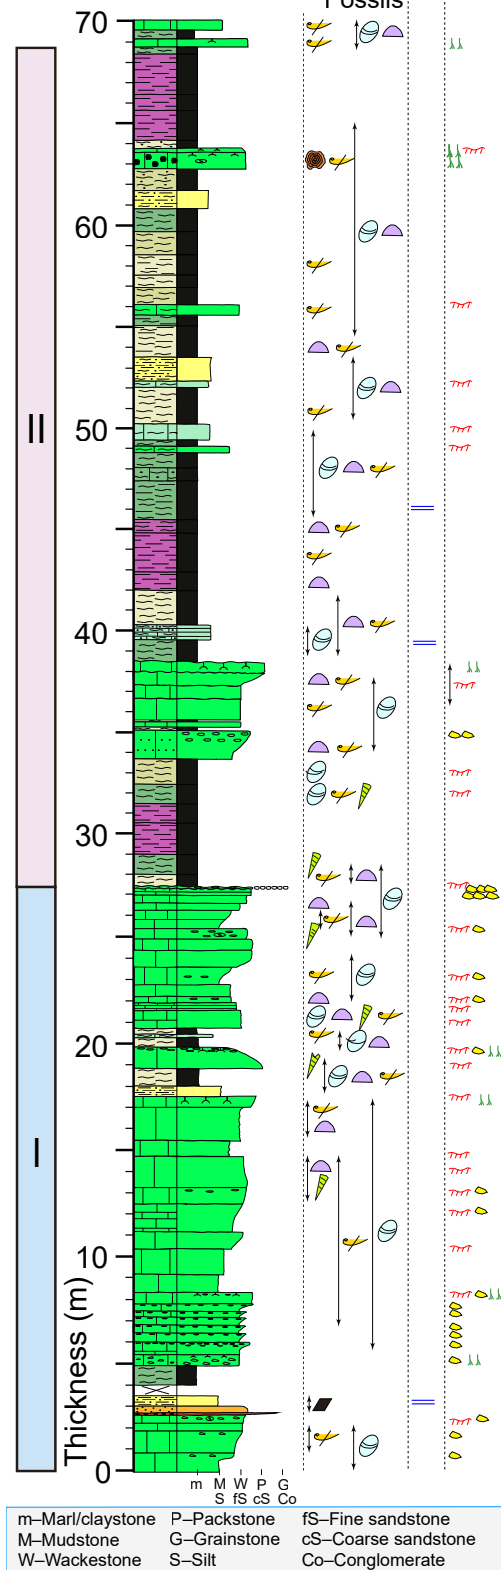 Fossils
70
60
50
40
30
20
10
0
II
I
Thickness (m)
m M W P G
S fS cS Co
m–Marl/claystone P–Packstone fS–Fine sandstone
M–Mudstone G–Grainstone cS–Coarse sandstone
W–Wackestone S–Silt Co–Conglomerate